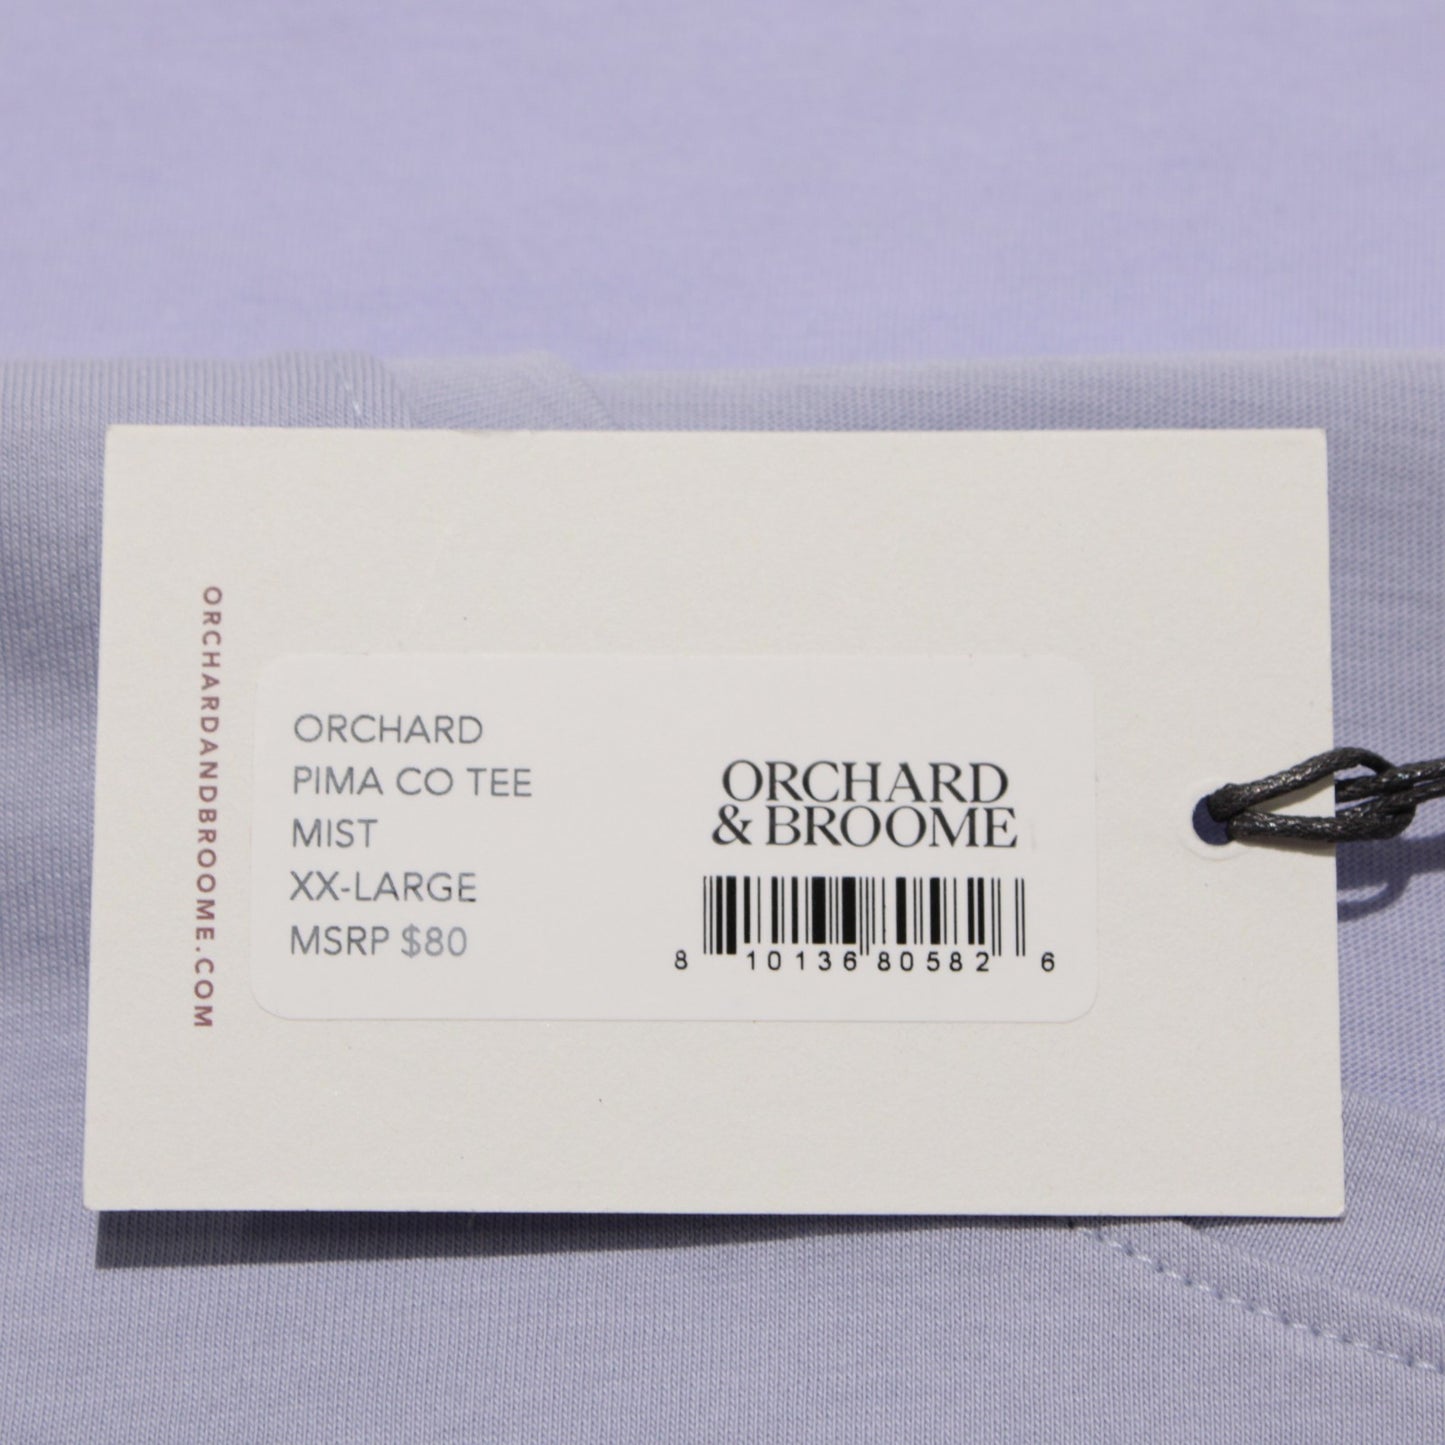 ORCHARDANDBROOME.COM
ORCHARD
PIMA CO TEE
MIST
XX-LARGE
MSRP $80
ORCHARD
& BROOME
8 10136 80582 6